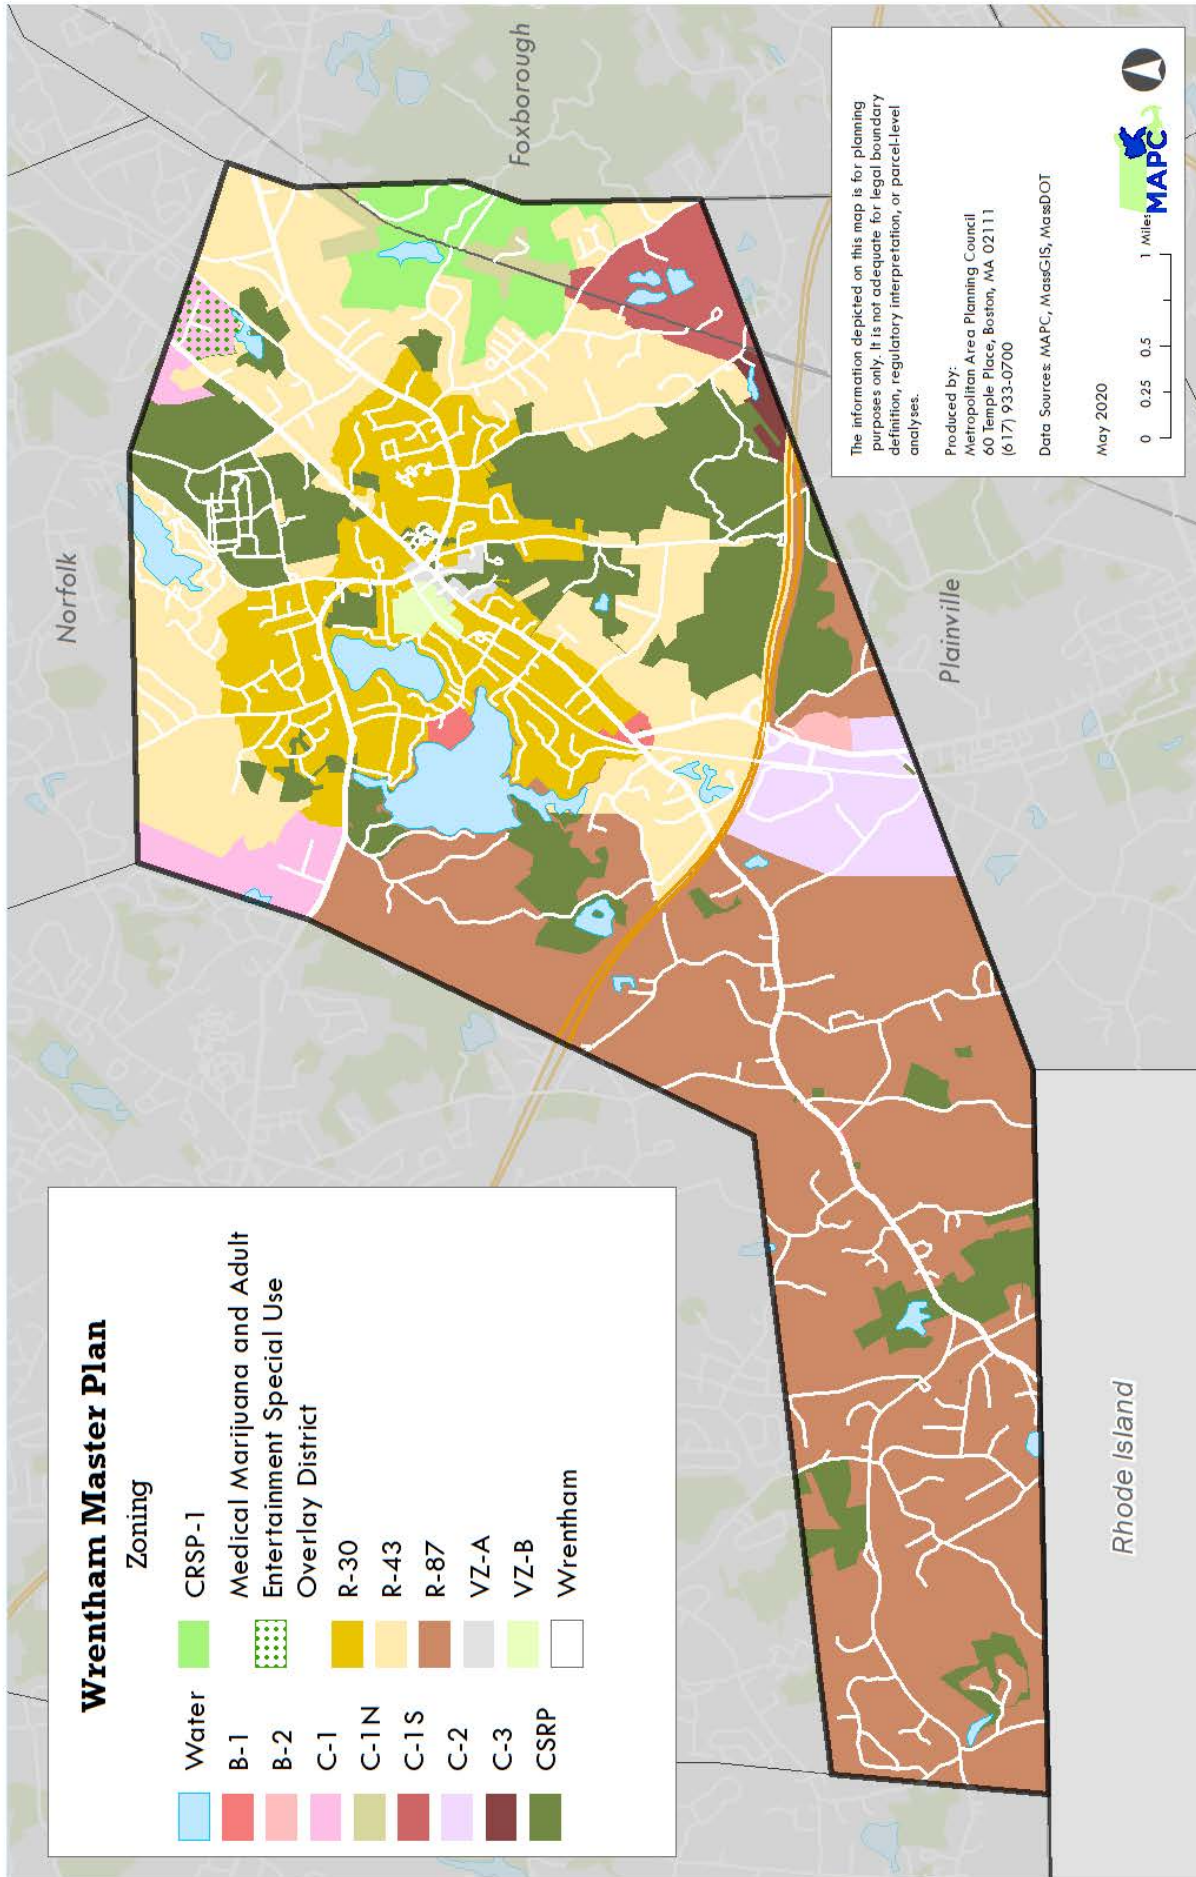 Wrentham Master Plan
Zoning
Water
B-1
B-2
C-1
C-1N
C-1S
C-2
C-3
CSRP
CRSP-1
Medical Marijuana and Adult
Entertainment Special Use
Overlay District
R-30
R-43
R-87
VZ-A
VZ-B
Wrentham
Norfolk
Foxborough
Plainville
Rhode Island
The information depicted on this map is for planning
purposes only. It is not adequate for legal boundary
definition, regulatory interpretation, or parcel-level
analyses.
Produced by:
Metropolitan Area Planning Council
60 Temple Place, Boston, MA 02111
(617) 933-0700
Data Sources: MAPC, MassGIS, MassDOT
May 2020
0 0.25 0.5 1 Miles
MAPC